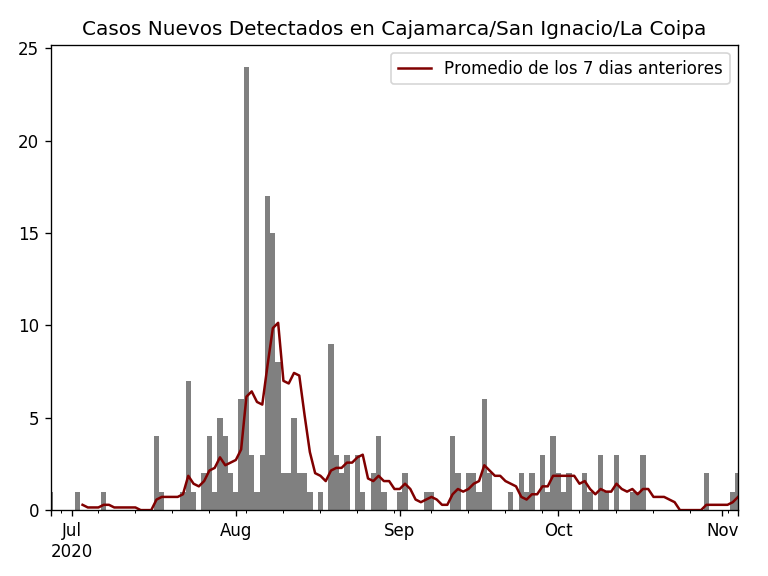 Casos Nuevos Detectados en Cajamarca/San Ignacio/La Coipa
Promedio de los 7 dias anteriores
25
20
15
10
5
0
Jul Aug Sep Oct Nov
2020